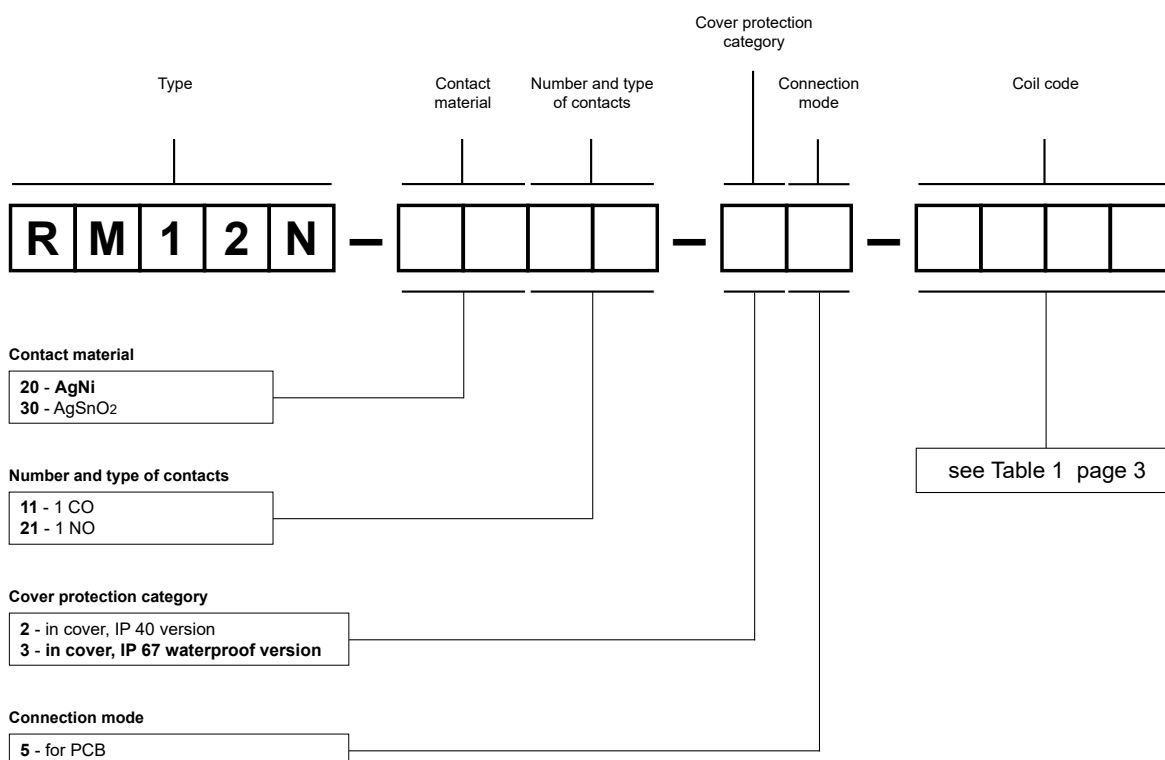 Cover protection
category
Type
Contact
material
Number and type
of contacts
Connection
mode
Coil code
RM12N – – –
Contact material
20 - AgNi
30 - AgSnO2
see Table 1 page 3
Number and type of contacts
11 - 1 CO
21 - 1 NO
Cover protection category
2 - in cover, IP 40 version
3 - in cover, IP 67 waterproof version
Connection mode
5 - for PCB